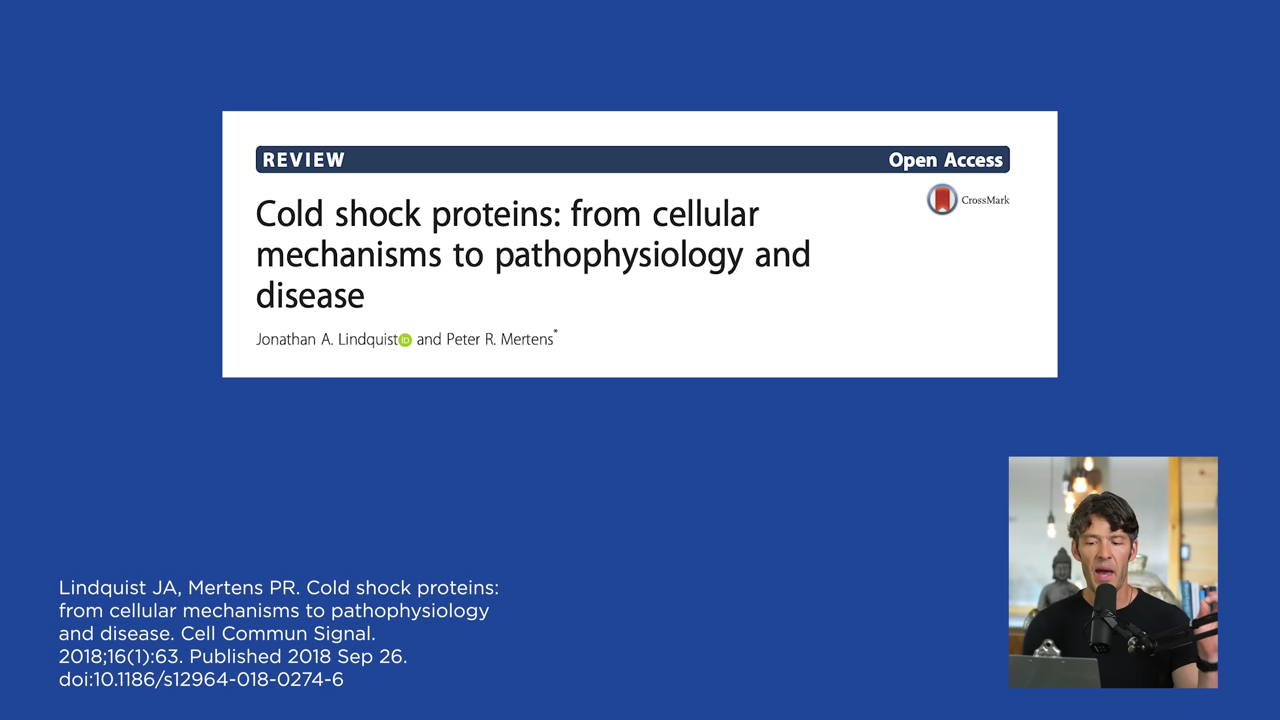 REVIEW Open Access
CrossMark
Cold shock proteins: from cellular
mechanisms to pathophysiology and
disease
Jonathan A. Lindquist iD and Peter R. Mertens*
Lindquist JA, Mertens PR. Cold shock proteins:
from cellular mechanisms to pathophysiology
and disease. Cell Commun Signal.
2018;16(1):63. Published 2018 Sep 26.
doi:10.1186/s12964-018-0274-6